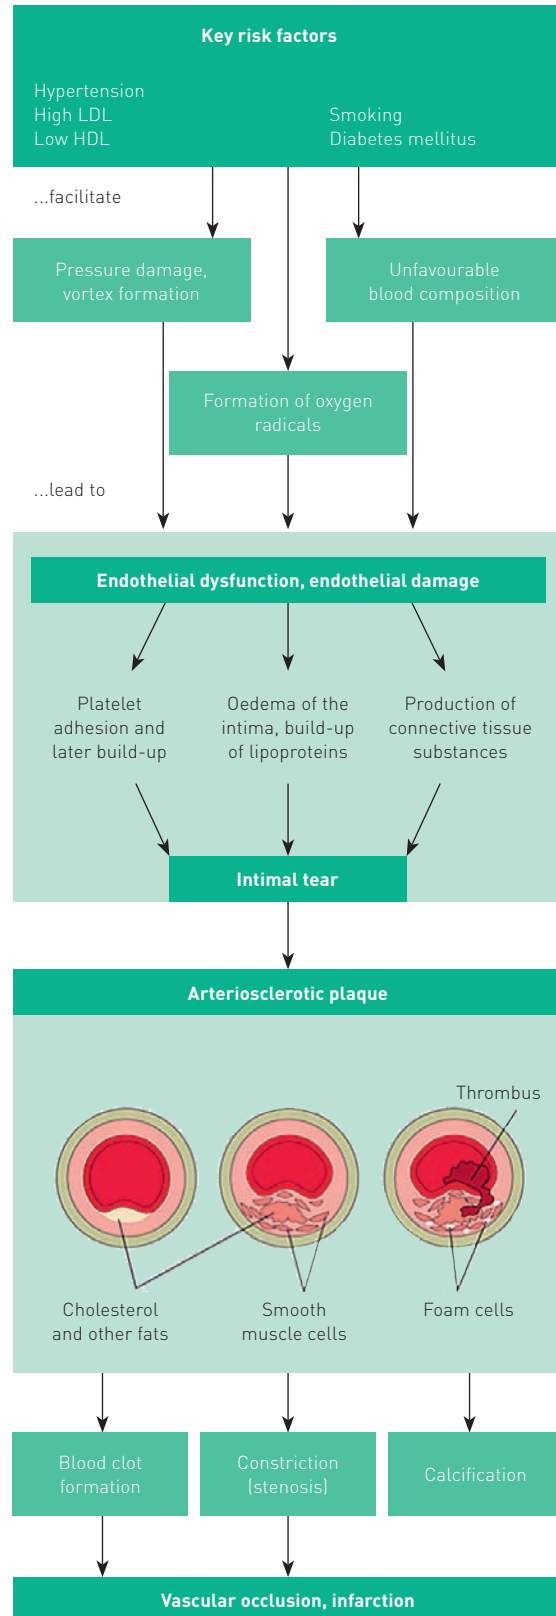 Key risk factors
Hypertension
High LDL
Low HDL
Smoking
Diabetes mellitus
...facilitate
Pressure damage,
vortex formation
Unfavourable
blood composition
Formation of oxygen
radicals
...lead to
Endothelial dysfunction, endothelial damage
Platelet
adhesion and
later build-up
Oedema of the
intima, build-up
of lipoproteins
Production of
connective tissue
substances
Intimal tear
Arteriosclerotic plaque
Thrombus
Cholesterol
and other fats
Smooth
muscle cells
Foam cells
Blood clot
formation
Constriction
(stenosis)
Calcification
Vascular occlusion, infarction